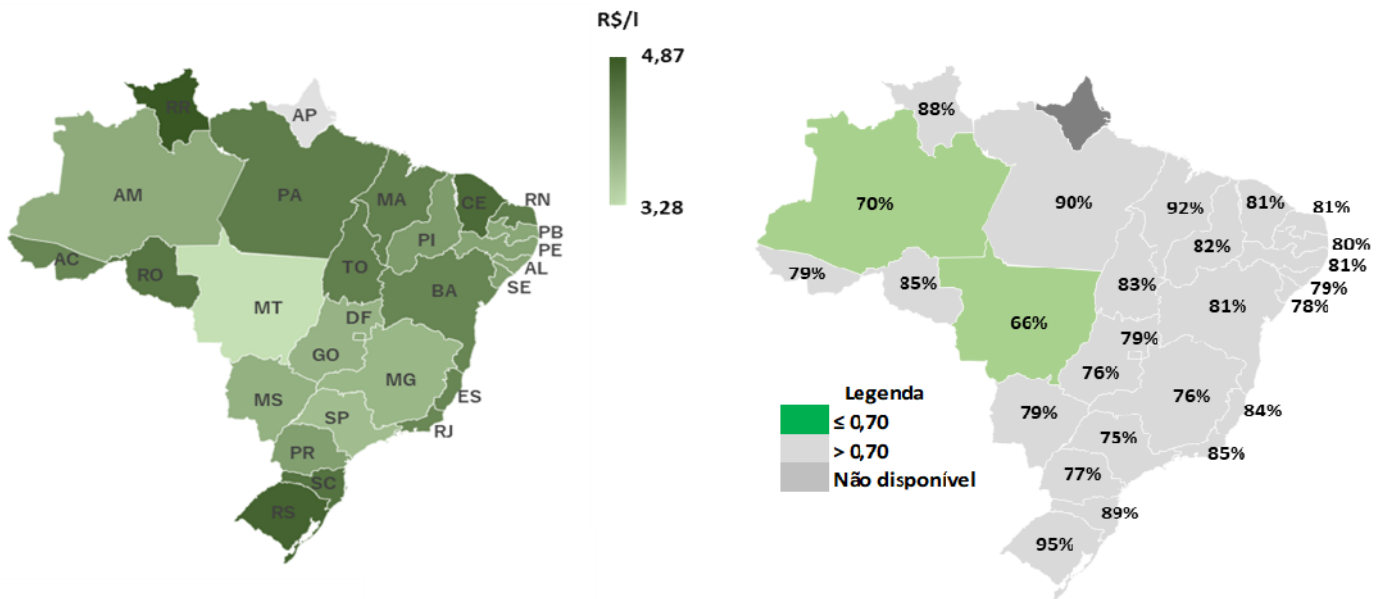 R$/l
4,87
3,28
RR
AP
AM
PA
MA
CE
RN
PB
PE
AL
SE
PI
AC
RO
TO
BA
MT
DF
GO
MG
ES
MS
SP
RJ
PR
SC
RS
88%
70%
90%
92%
81%
81%
80%
81%
79%
78%
82%
79%
85%
83%
81%
66%
79%
76%
76%
84%
79%
75%
85%
77%
89%
95%
Legenda
≤ 0,70
> 0,70
Não disponível